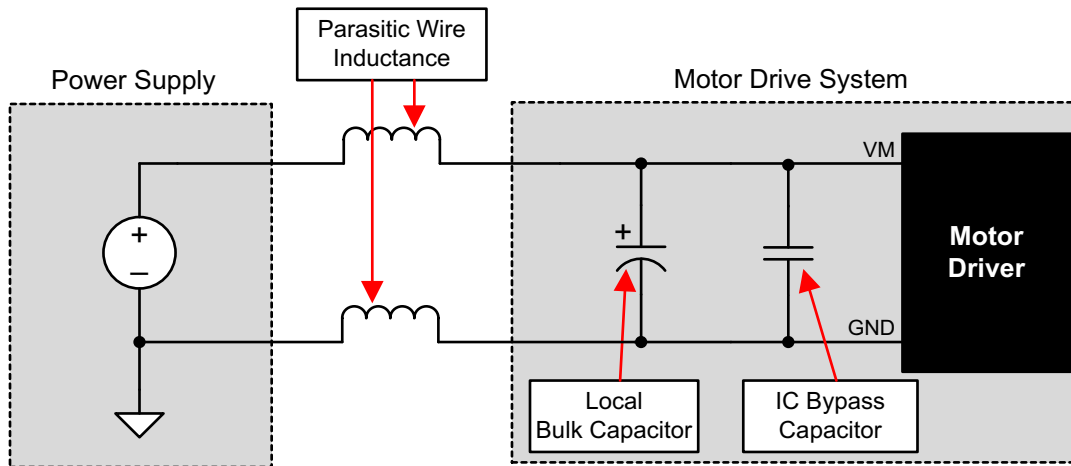 Parasitic Wire
Inductance
Power Supply
Motor Drive System
VM
+
–
+
Motor
Driver
GND
Local
Bulk Capacitor
IC Bypass
Capacitor